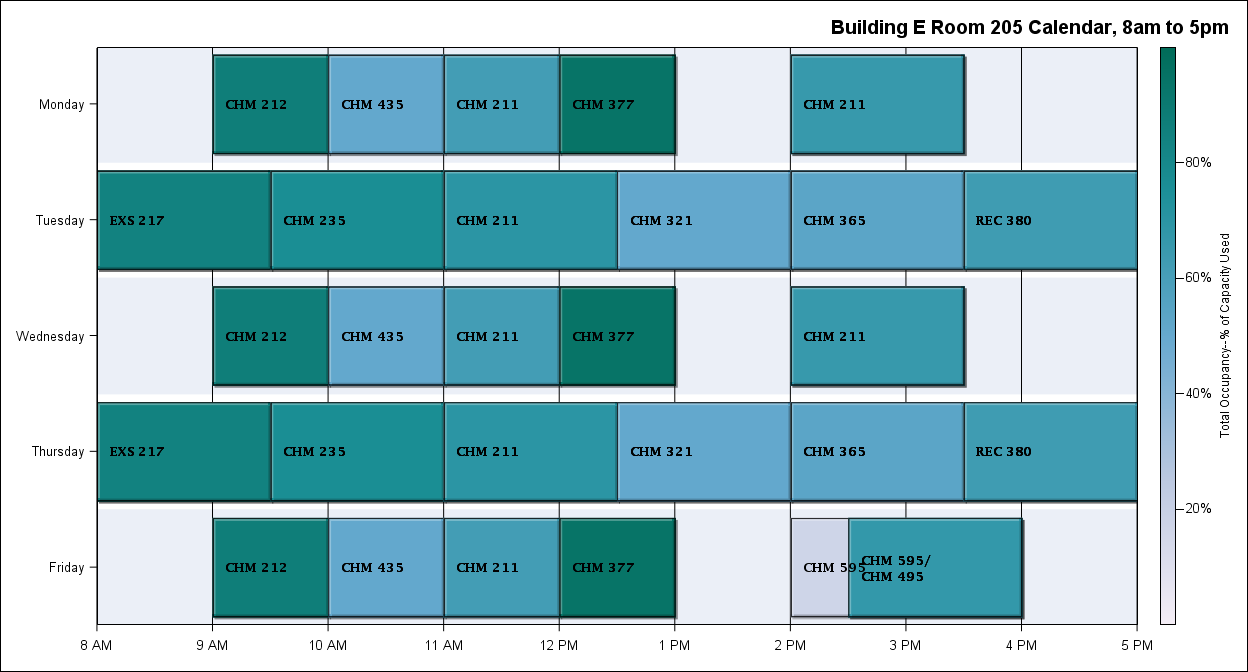 Building E Room 205 Calendar, 8am to 5pm
Monday
CHM 212
CHM 435
CHM 211
CHM 377
CHM 211
Tuesday
EXS 217
CHM 235
CHM 211
CHM 321
CHM 365
REC 380
Wednesday
CHM 212
CHM 435
CHM 211
CHM 377
CHM 211
Thursday
EXS 217
CHM 235
CHM 211
CHM 321
CHM 365
REC 380
Friday
CHM 212
CHM 435
CHM 211
CHM 377
CHM 595
CHM 595/
CHM 495
8 AM
9 AM
10 AM
11 AM
12 PM
1 PM
2 PM
3 PM
4 PM
5 PM
80%
60%
40%
20%
Total Occupancy--% of Capacity Used